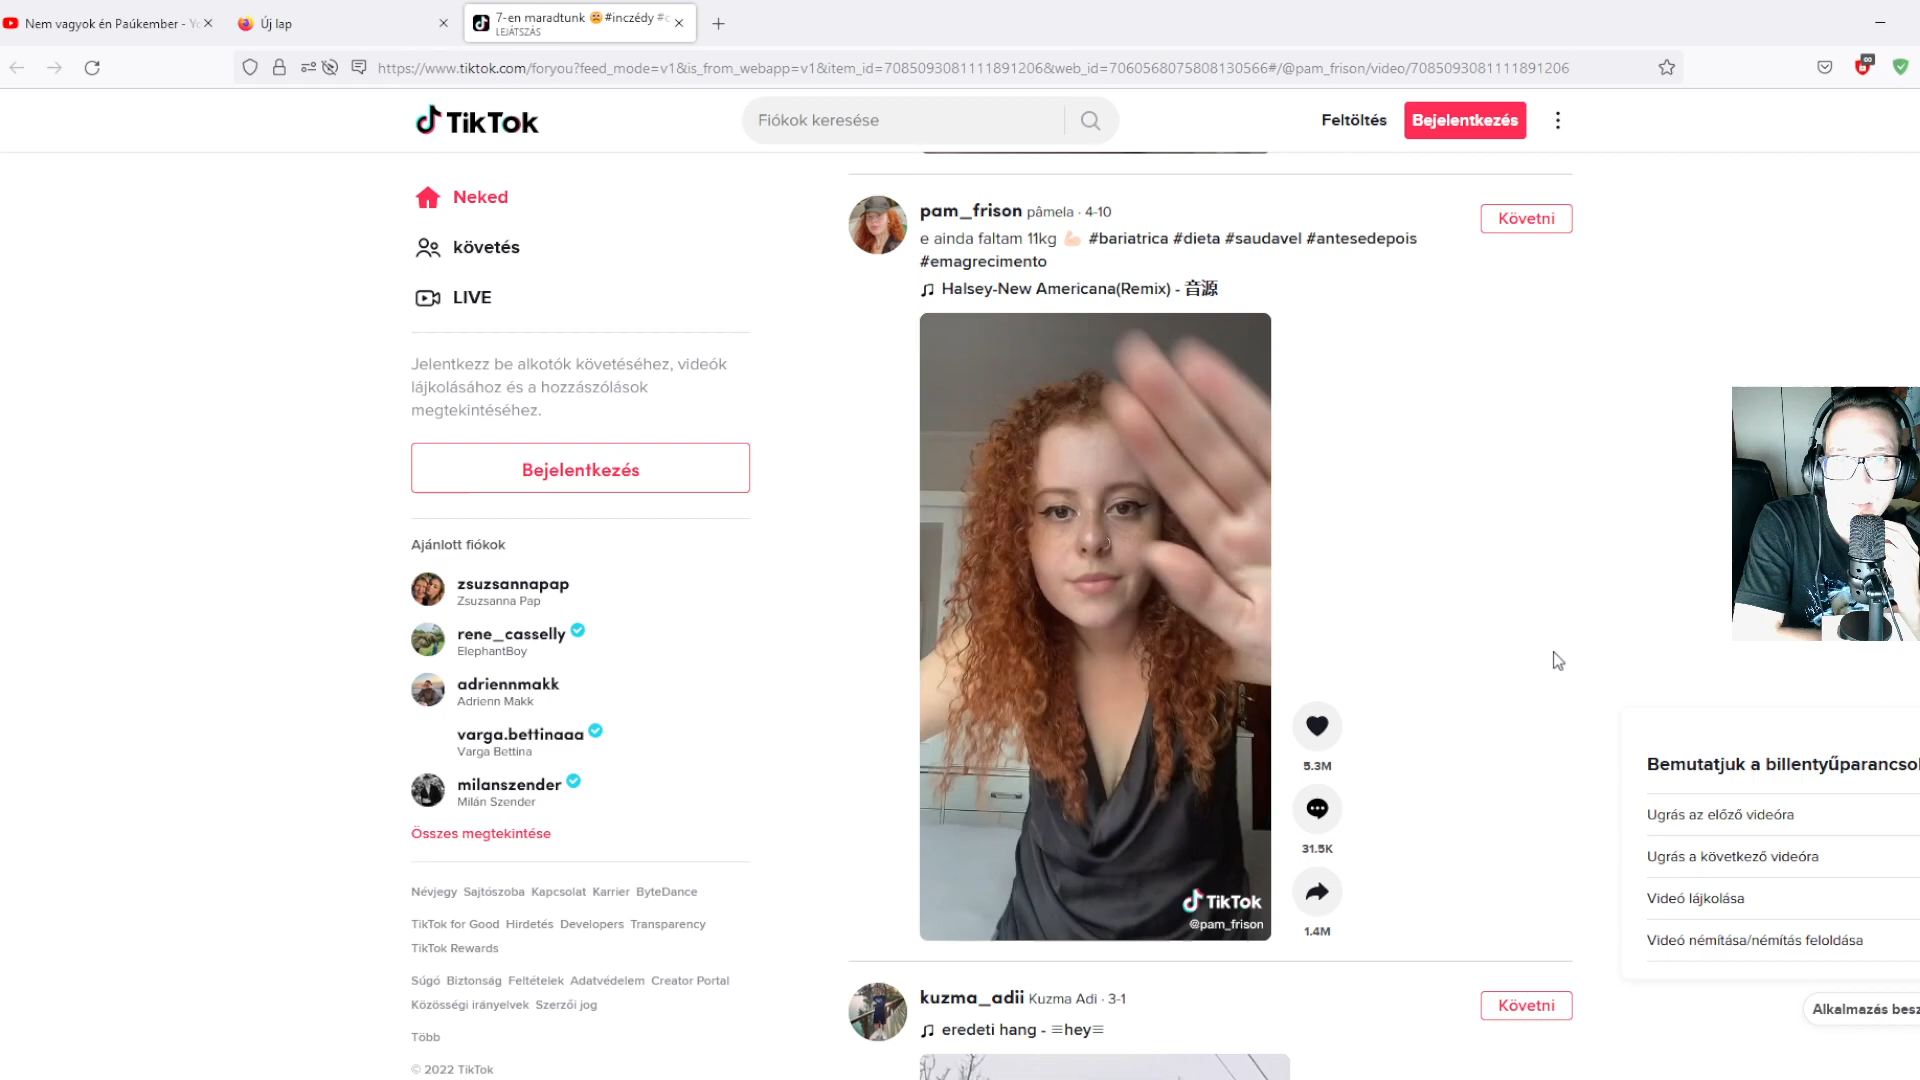 Nem vagyok én Paúkember - Yo
Új lap
7-en maradtunk 😕#inczédy #c
LEJÁTSZÁS
https://www.tiktok.com/foryou?feed_mode=v1&is_from_webapp=v1&item_id=7085093081111891206&web_id=7060568075808130566#/@pam_frison/video/7085093081111891206
TikTok
Fiókok keresése
Feltöltés
Bejelentkezés
Neked
követés
LIVE
Jelentkezz be alkotók követéséhez, videók
lájkolásához és a hozzászólások
megtekintéséhez.
Bejelentkezés
Ajánlott fiókok
zsuzsannapap
Zsuzsanna Pap
rene_casselly
ElephantBoy
adriennmakk
Adrienn Makk
varga.bettinaaa
Varga Bettina
milanszender
Milán Szender
Összes megtekintése
Névjegy Sajtószoba Kapcsolat Karrier ByteDance
TikTok for Good Hirdetés Developers Transparency
TikTok Rewards
Súgó Biztonság Feltételek Adatvédelem Creator Portal
Közösségi irányelvek Szerzői jog
Több
© 2022 TikTok
pam_frison pâmela · 4-10
Követni
e ainda faltam 11kg 💪🏻 #bariatrica #dieta #saudavel #antesedepois
#emagrecimento
♫ Halsey-New Americana(Remix) - 音源
TikTok
@pam_frison
5.3M
31.5K
1.4M
kuzma_adii Kuzma Adi · 3-1
Követni
♫ eredeti hang - ≡hey≡
Bemutatjuk a billentyűparancso
Ugrás az előző videóra
Ugrás a következő videóra
Videó lájkolása
Videó némítása/némítás feloldása
Alkalmazás besz